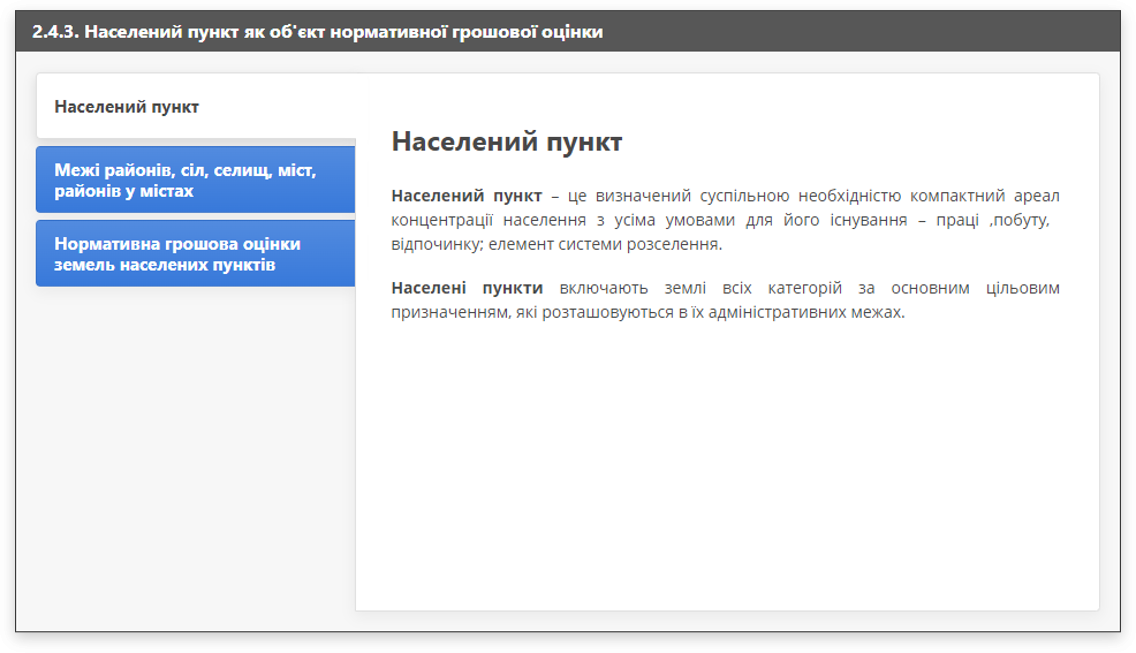 2.4.3. Населений пункт як об'єкт нормативної грошової оцінки
Населений пункт
Межі районів, сіл, селищ, міст,
районів у містах
Нормативна грошова оцінки
земель населених пунктів
Населений пункт
Населений пункт – це визначений суспільною необхідністю компактний ареал
концентрації населення з усіма умовами для його існування – праці ,побуту,
відпочинку; елемент системи розселення.
Населені пункти включають землі всіх категорій за основним цільовим
призначенням, які розташовуються в їх адміністративних межах.